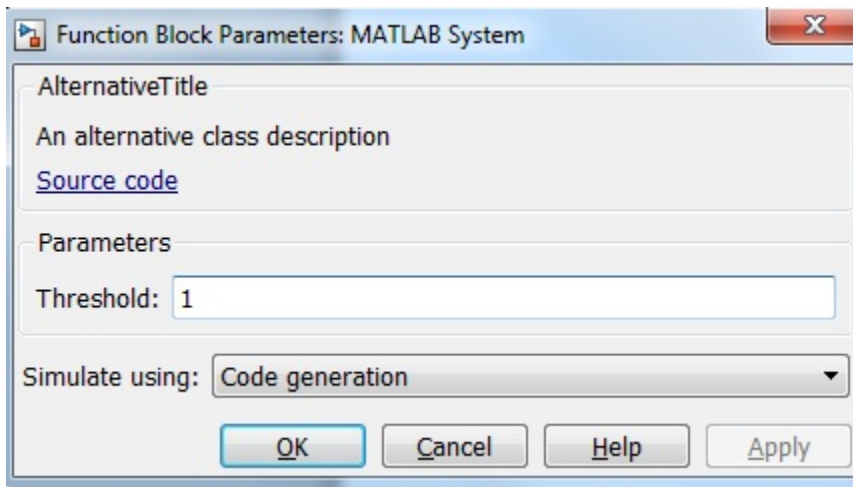 Function Block Parameters: MATLAB System
AlternativeTitle
An alternative class description
Source code
Parameters
Threshold: 1
Simulate using: Code generation
OK Cancel Help Apply